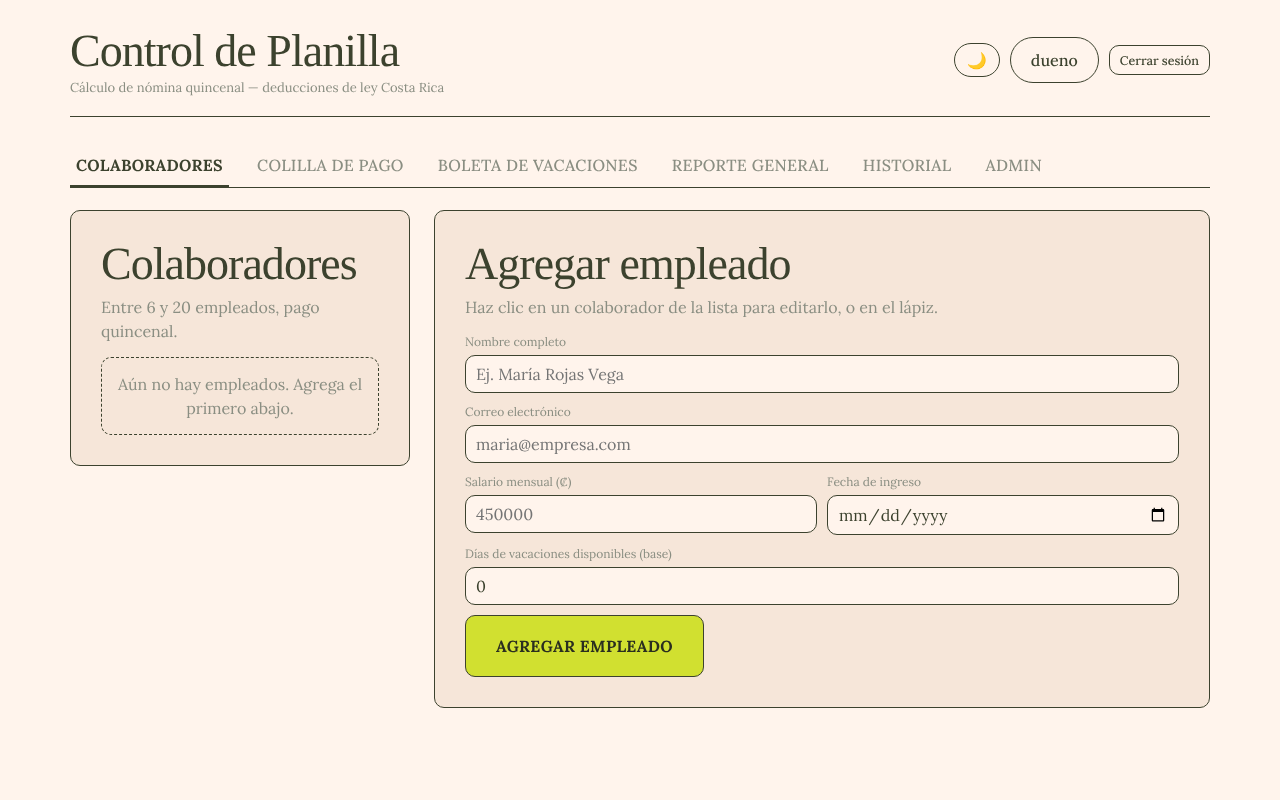 Control de Planilla
Cálculo de nómina quincenal — deducciones de ley Costa Rica
dueno
Cerrar sesión
COLABORADORES
COLILLA DE PAGO
BOLETA DE VACACIONES
REPORTE GENERAL
HISTORIAL
ADMIN
Colaboradores
Entre 6 y 20 empleados, pago
quincenal.
Aún no hay empleados. Agrega el
primero abajo.
Agregar empleado
Haz clic en un colaborador de la lista para editarlo, o en el lápiz.
Nombre completo
Ej. María Rojas Vega
Correo electrónico
maria@empresa.com
Salario mensual (₡)
Fecha de ingreso
450000
mm/dd/yyyy
Días de vacaciones disponibles (base)
0
AGREGAR EMPLEADO